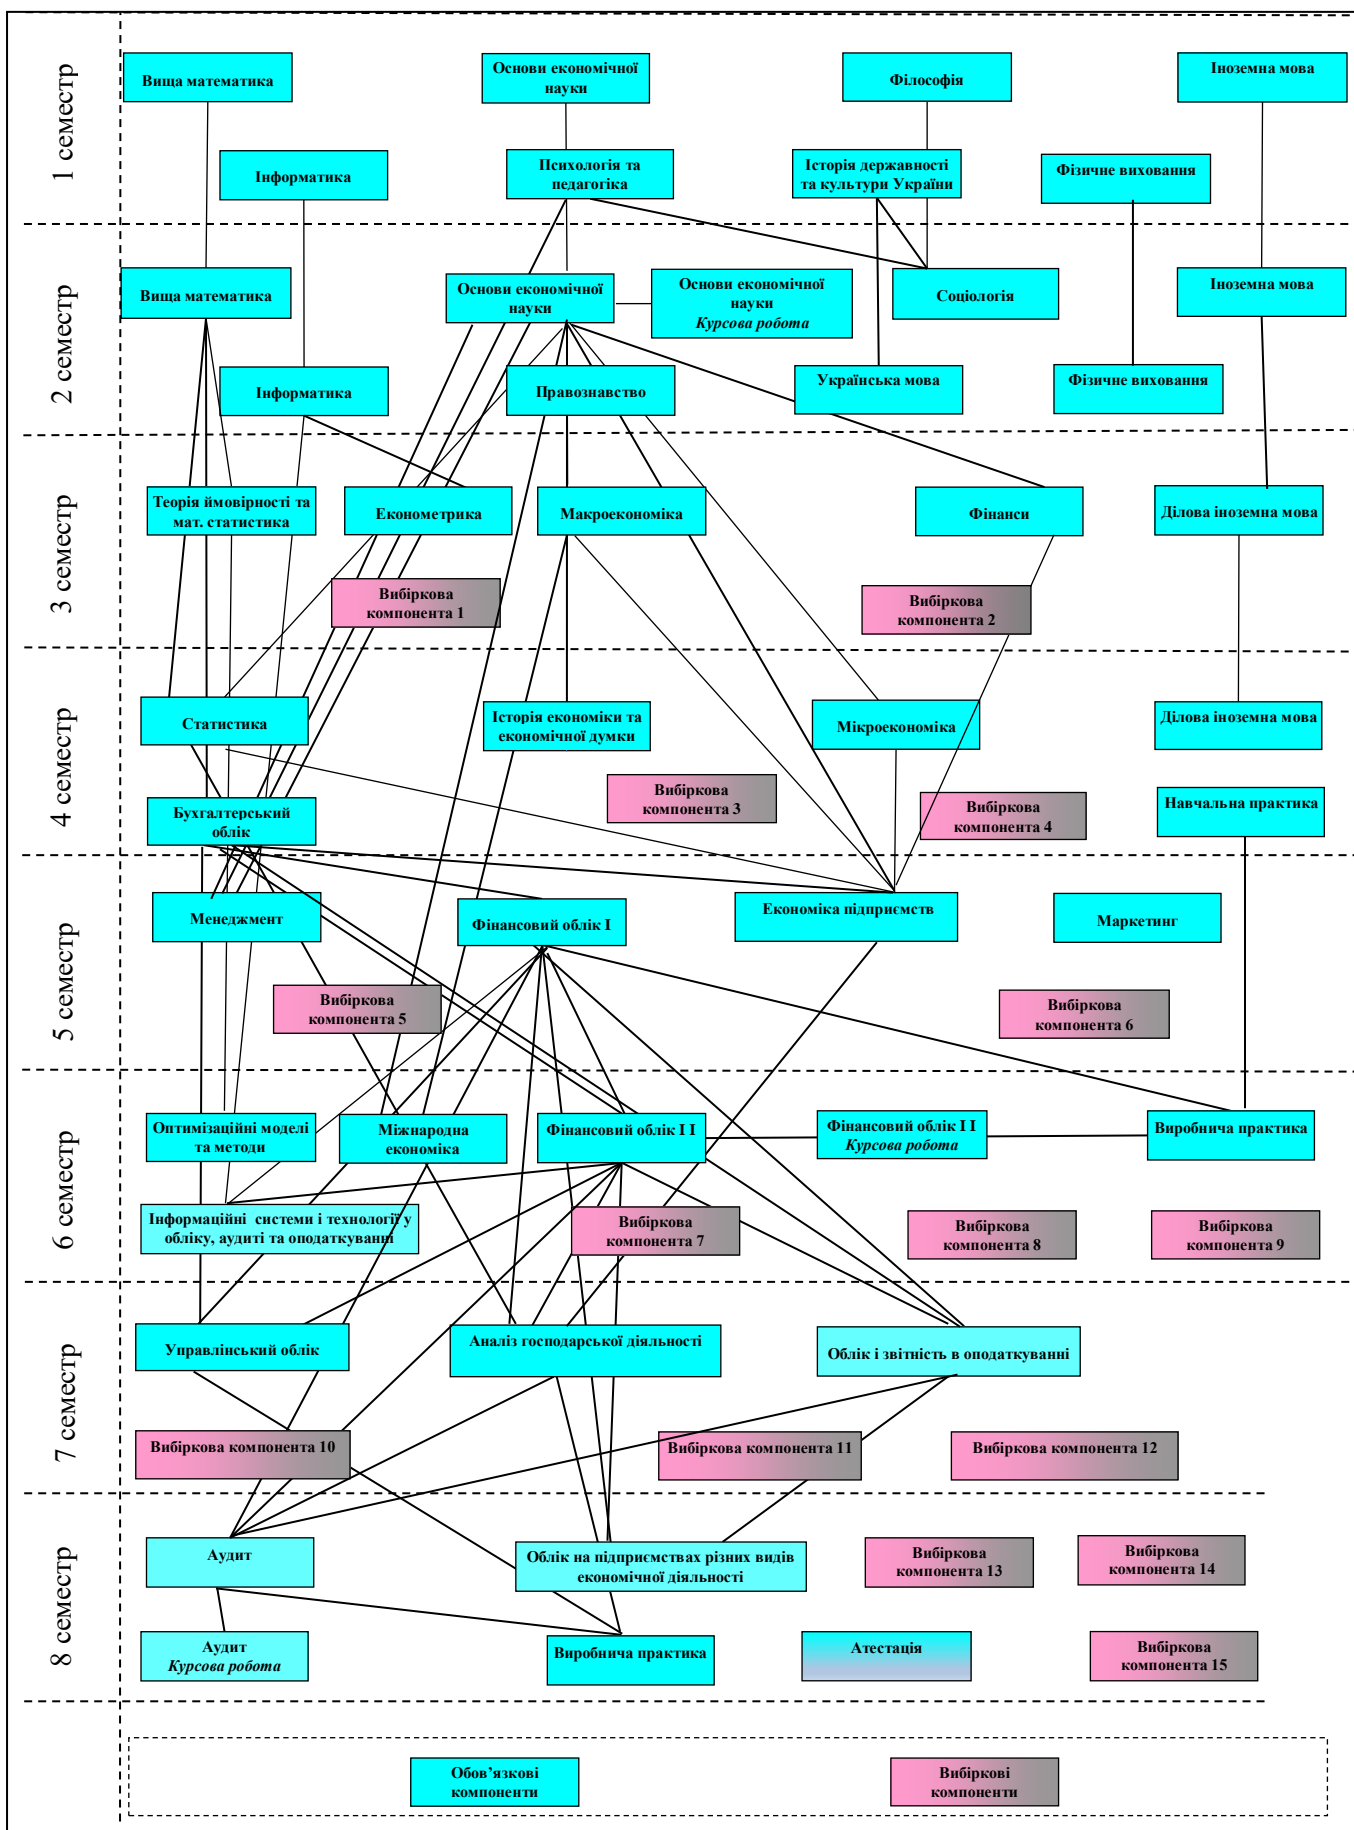 1 семестр
Вища математика
Основи економічної
науки
Філософія
Іноземна мова
Інформатика
Психологія та
педагогіка
Історія державності
та культури України
Фізичне виховання
2 семестр
Вища математика
Основи економічної
науки
Основи економічної
науки
Курсова робота
Соціологія
Іноземна мова
Інформатика
Правознавство
Українська мова
Фізичне виховання
3 семестр
Теорія ймовірності та
мат. статистика
Економетрика
Макроекономіка
Фінанси
Ділова іноземна мова
Вибіркова
компонента 1
Вибіркова
компонента 2
4 семестр
Статистика
Історія економіки та
економічної думки
Мікроекономіка
Ділова іноземна мова
Вибіркова
компонента 3
Вибіркова
компонента 4
Навчальна практика
Бухгалтерський
облік
5 семестр
Менеджмент
Фінансовий облік І
Економіка підприємств
Маркетинг
Вибіркова
компонента 5
Вибіркова
компонента 6
6 семестр
Оптимізаційні моделі
та методи
Міжнародна
економіка
Фінансовий облік І І
Фінансовий облік І І
Курсова робота
Виробнича практика
Інформаційні системи і технології у
обліку, аудиті та оподаткуванні
Вибіркова
компонента 7
Вибіркова
компонента 8
Вибіркова
компонента 9
7 семестр
Управлінський облік
Аналіз господарської діяльності
Облік і звітність в оподаткуванні
Вибіркова компонента 10
Вибіркова компонента 11
Вибіркова компонента 12
8 семестр
Аудит
Облік на підприємствах різних видів
економічної діяльності
Вибіркова
компонента 13
Вибіркова
компонента 14
Аудит
Курсова робота
Виробнича практика
Атестація
Вибіркова
компонента 15
Обов’язкові
компоненти
Вибіркові
компоненти